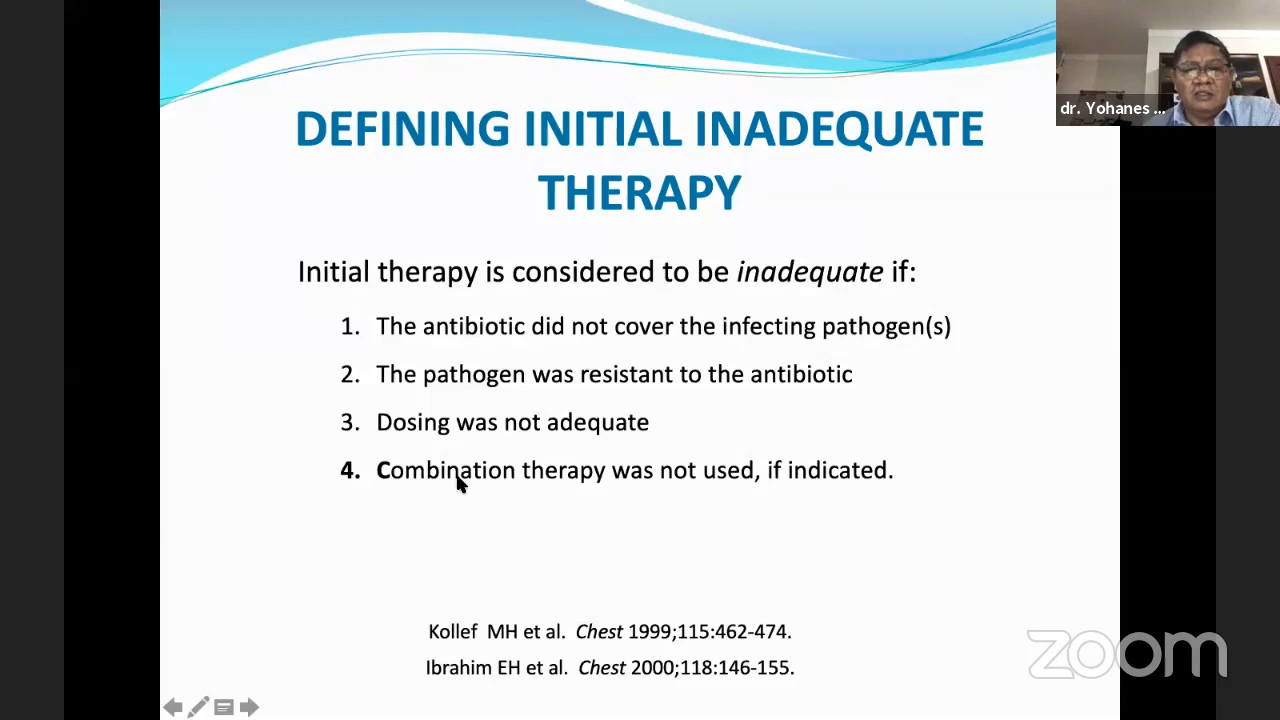 dr. Yohanes ...
DEFINING INITIAL INADEQUATE
THERAPY
Initial therapy is considered to be inadequate if:
1. The antibiotic did not cover the infecting pathogen(s)
2. The pathogen was resistant to the antibiotic
3. Dosing was not adequate
4. Combination therapy was not used, if indicated.
Kollef MH et al. Chest 1999;115:462-474.
Ibrahim EH et al. Chest 2000;118:146-155.
zoom